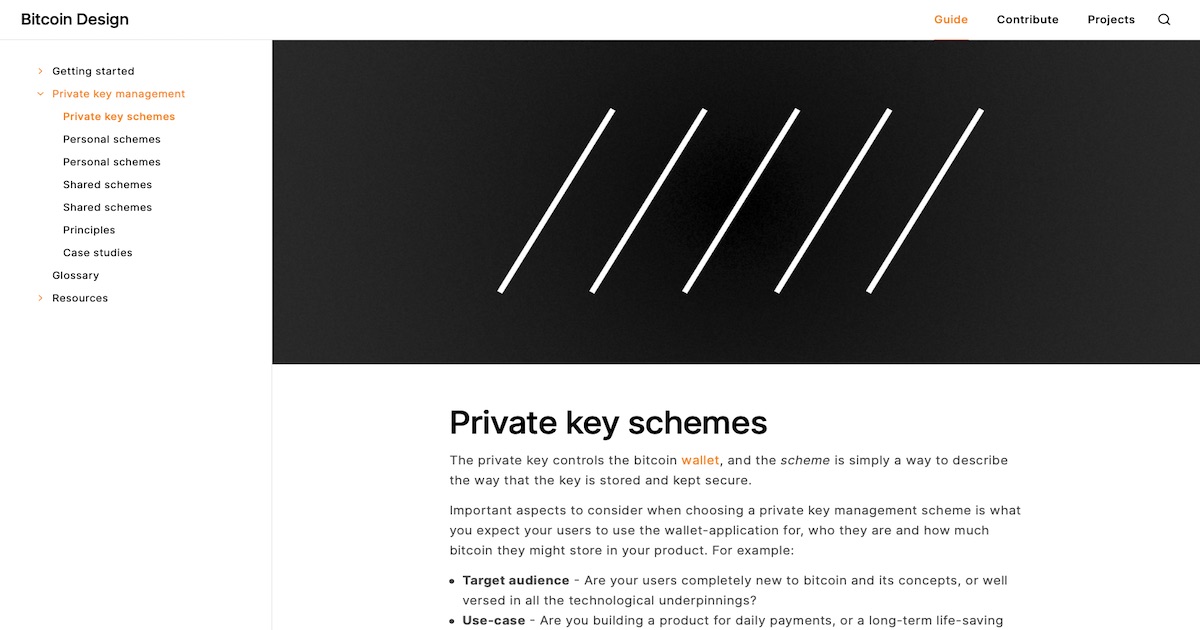 Bitcoin Design
Guide
Contribute
Projects
Getting started
Private key management
Private key schemes
Personal schemes
Personal schemes
Shared schemes
Shared schemes
Principles
Case studies
Glossary
Resources
Private key schemes
The private key controls the bitcoin wallet, and the scheme is simply a way to describe
the way that the key is stored and kept secure.
Important aspects to consider when choosing a private key management scheme is what
you expect your users to use the wallet-application for, who they are and how much
bitcoin they might store in your product. For example:
• Target audience - Are your users completely new to bitcoin and its concepts, or well
versed in all the technological underpinnings?
• Use-case - Are you building a product for daily payments, or a long-term life-saving